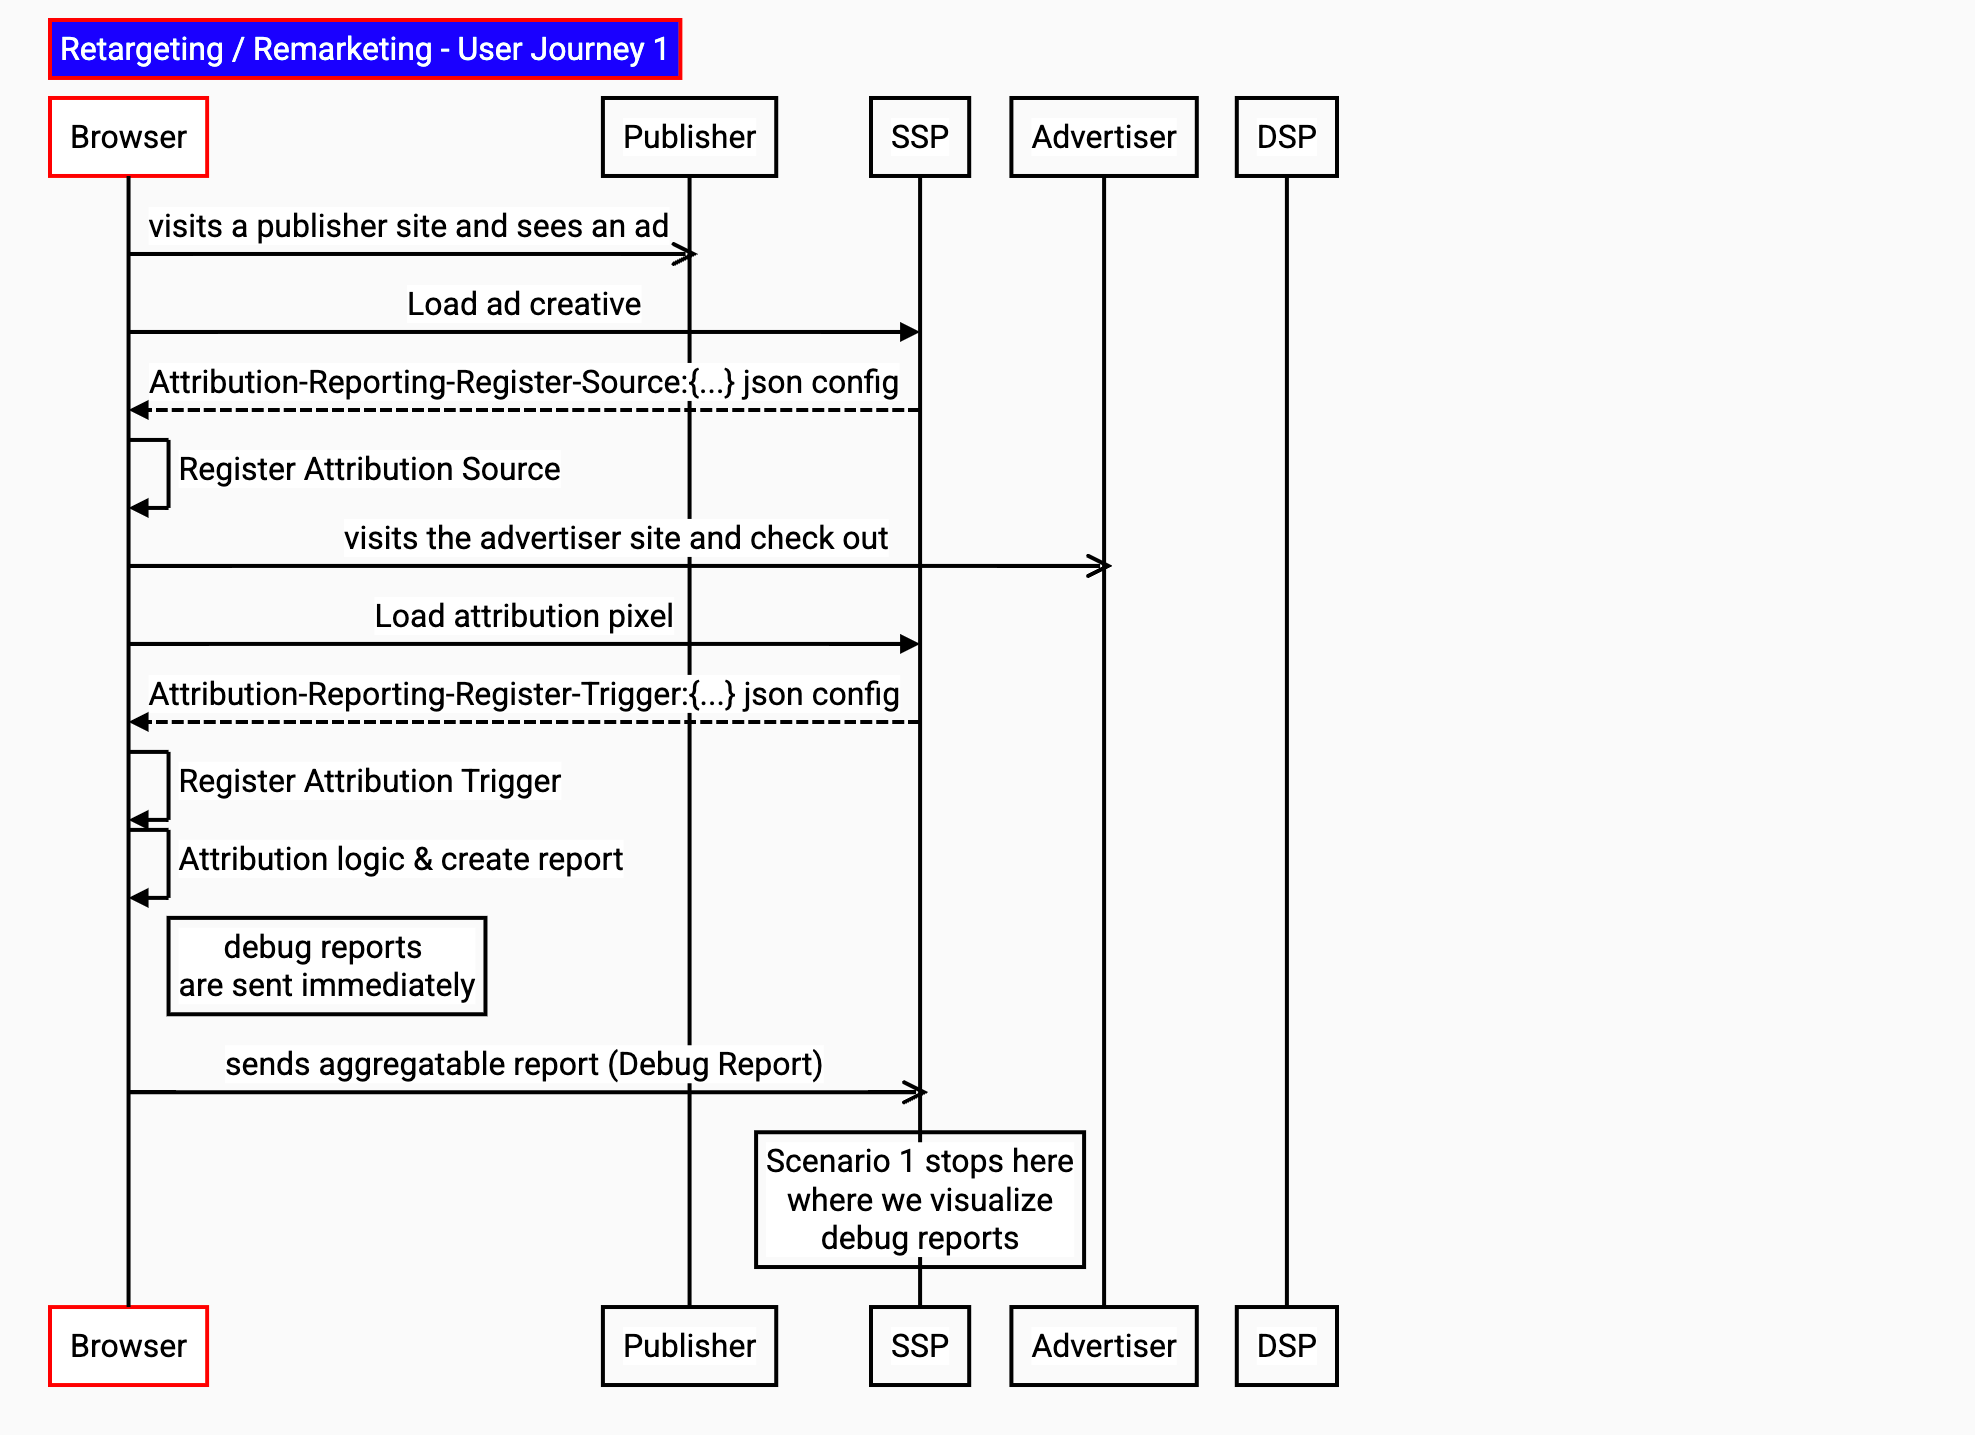 Retargeting / Remarketing - User Journey 1
Browser
Publisher
SSP
Advertiser
DSP
visits a publisher site and sees an ad
Load ad creative
Attribution-Reporting-Register-Source:{...} json config
Register Attribution Source
visits the advertiser site and check out
Load attribution pixel
Attribution-Reporting-Register-Trigger:{...} json config
Register Attribution Trigger
Attribution logic & create report
debug reports
are sent immediately
sends aggregatable report (Debug Report)
Scenario 1 stops here
where we visualize
debug reports
Browser
Publisher
SSP
Advertiser
DSP